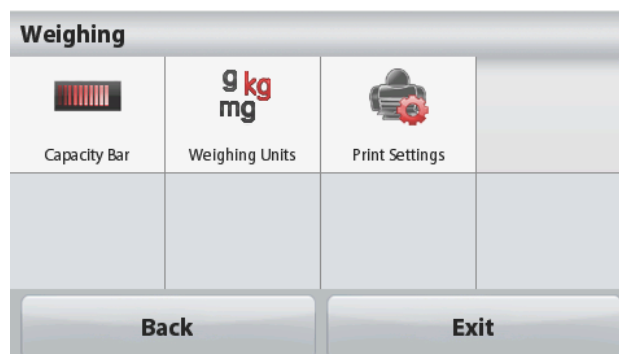 Weighing
g kg
mg
Capacity Bar
Weighing Units
Print Settings
Back
Exit